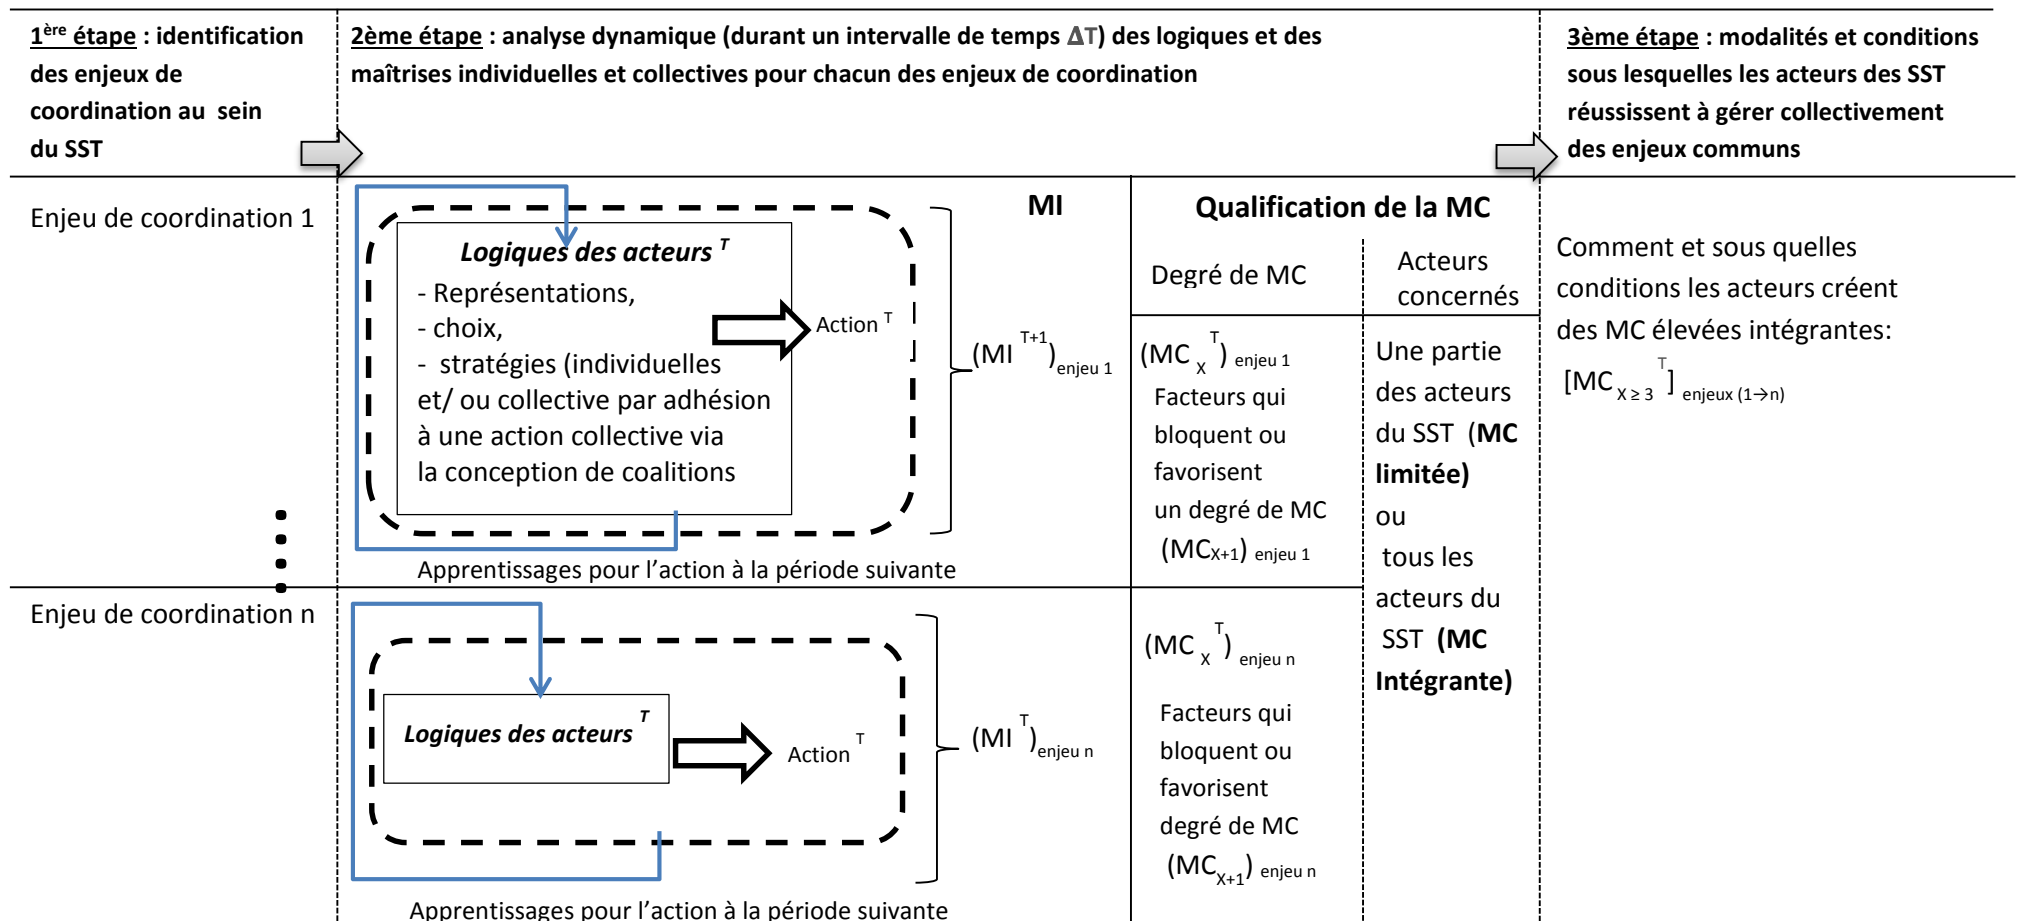 1ère étape : identification
des enjeux de
coordination au sein
du SST
2ème étape : analyse dynamique (durant un intervalle de temps ΔT) des logiques et des
maîtrises individuelles et collectives pour chacun des enjeux de coordination
3ème étape : modalités et conditions
sous lesquelles les acteurs des SST
réussissent à gérer collectivement
des enjeux communs
Enjeu de coordination 1
Logiques des acteurs T
- Représentations,
- choix,
- stratégies (individuelles
et/ ou collective par adhésion
à une action collective via
la conception de coalitions
Action T
Apprentissages pour l'action à la période suivante
MI
(MI T+1) enjeu 1
Qualification de la MC
Degré de MC
Acteurs
concernés
(MC X T) enjeu 1
Facteurs qui
bloquent ou
favorisent
un degré de MC
(MCX+1) enjeu 1
Une partie
des acteurs
du SST (MC
limitée)
ou
tous les
acteurs du
SST (MC
Intégrante)
Comment et sous quelles
conditions les acteurs créent
des MC élevées intégrantes:
[MC X ≥ 3 T] enjeux (1→n)
Enjeu de coordination n
Logiques des acteurs T
Action T
Apprentissages pour l'action à la période suivante
(MI T) enjeu n
(MC X T) enjeu n
Facteurs qui
bloquent ou
favorisent
degré de MC
(MCX+1) enjeu n